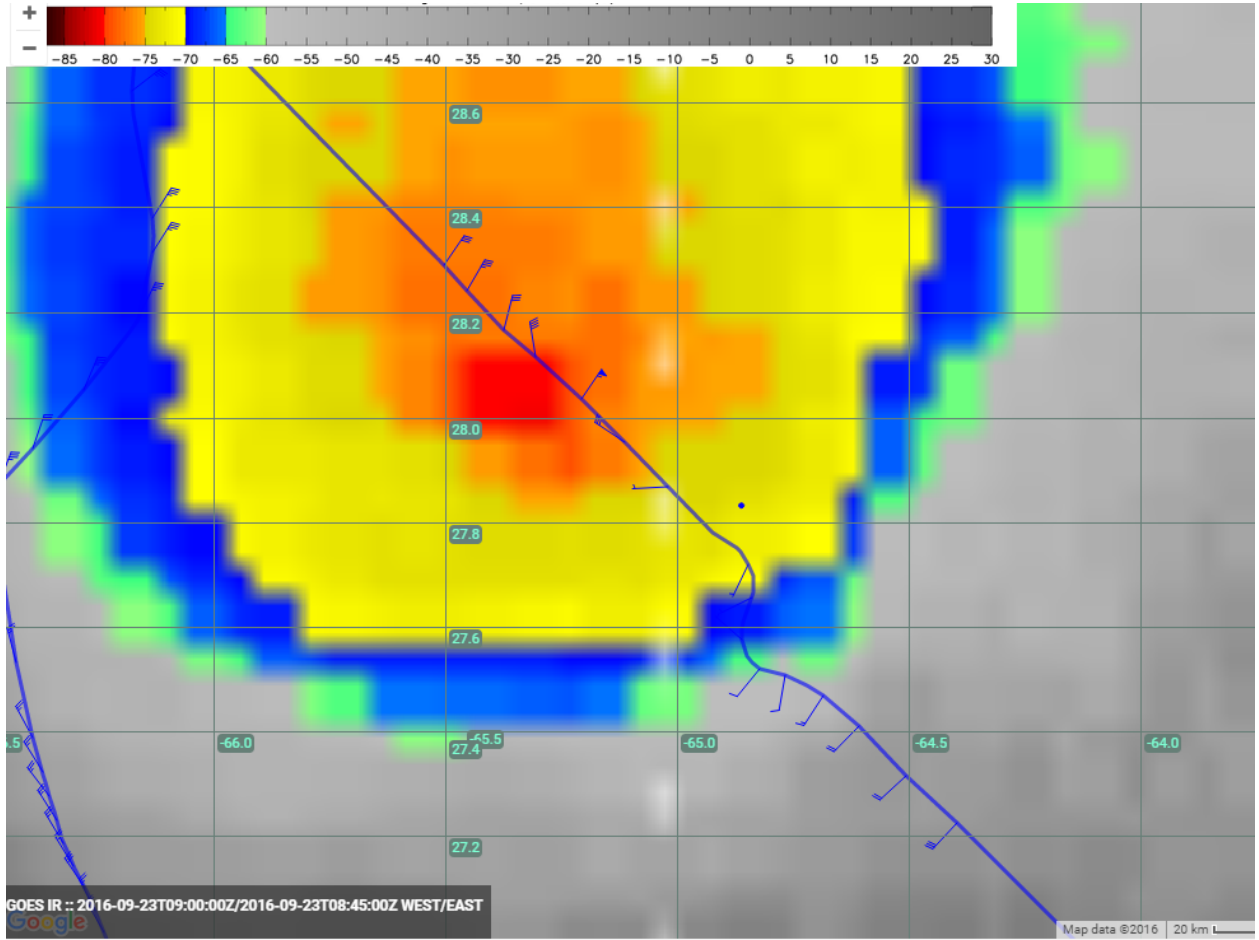 +
−
-85 -80 -75 -70 -65 -60 -55 -50 -45 -40 -35 -30 -25 -20 -15 -10 -5 0 5 10 15 20 25 30
28.6
28.4
28.2
28.0
27.8
27.6
.5 -66.0 -65.5 -65.0 -64.5 -64.0
27.4
27.2
GOES IR :: 2016-09-23T09:00:00Z/2016-09-23T08:45:00Z WEST/EAST
Google
Map data ©2016 20 km